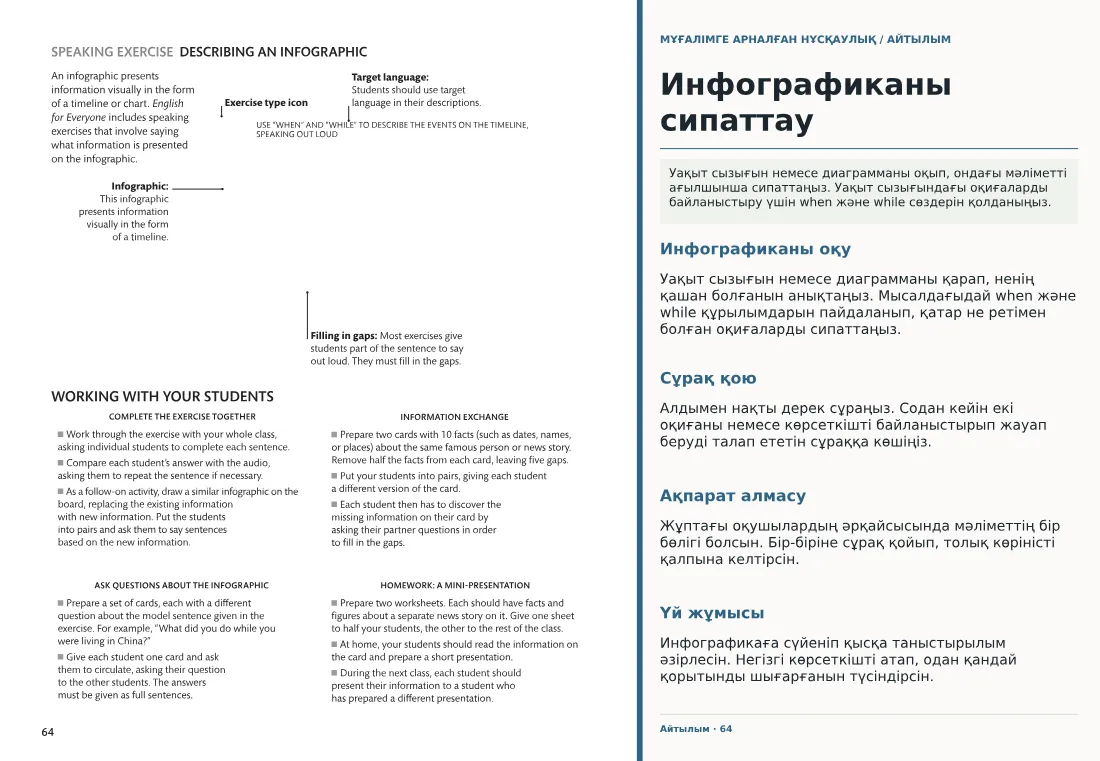 SPEAKING EXERCISE DESCRIBING AN INFOGRAPHIC
An infographic presents
information visually in the form
of a timeline or chart. English
for Everyone includes speaking
exercises that involve saying
what information is presented
on the infographic.
Exercise type icon
Target language:
Students should use target
language in their descriptions.
USE "WHEN" AND "WHILE" TO DESCRIBE THE EVENTS ON THE TIMELINE,
SPEAKING OUT LOUD
Infographic:
This infographic
presents information
visually in the form
of a timeline.
Filling in gaps: Most exercises give
students part of the sentence to say
out loud. They must fill in the gaps.
WORKING WITH YOUR STUDENTS
COMPLETE THE EXERCISE TOGETHER
■ Work through the exercise with your whole class,
asking individual students to complete each sentence.
■ Compare each student's answer with the audio,
asking them to repeat the sentence if necessary.
■ As a follow-on activity, draw a similar infographic on the
board, replacing the existing information
with new information. Put the students
into pairs and ask them to say sentences
based on the new information.
INFORMATION EXCHANGE
■ Prepare two cards with 10 facts (such as dates, names,
or places) about the same famous person or news story.
Remove half the facts from each card, leaving five gaps.
■ Put your students into pairs, giving each student
a different version of the card.
■ Each student then has to discover the
missing information on their card by
asking their partner questions in order
to fill in the gaps.
ASK QUESTIONS ABOUT THE INFOGRAPHIC
■ Prepare a set of cards, each with a different
question about the model sentence given in the
exercise. For example, "What did you do while you
were living in China?"
■ Give each student one card and ask
them to circulate, asking their question
to the other students. The answers
must be given as full sentences.
HOMEWORK: A MINI-PRESENTATION
■ Prepare two worksheets. Each should have facts and
figures about a separate news story on it. Give one sheet
to half your students, the other to the rest of the class.
■ At home, your students should read the information on
the card and prepare a short presentation.
■ During the next class, each student should
present their information to a student who
has prepared a different presentation.
64
МҰҒАЛІМГЕ АРНАЛҒАН НҰСҚАУЛЫҚ / АЙТЫЛЫМ
Инфографиканы
сипаттау
Уақыт сызығын немесе диаграмманы оқып, ондағы мәліметті
ағылшынша сипаттаңыз. Уақыт сызығындағы оқиғаларды
байланыстыру үшін when және while сөздерін қолданыңыз.
Инфографиканы оқу
Уақыт сызығын немесе диаграмманы қарап, ненің
қашан болғанын анықтаңыз. Мысалдағыдай when және
while құрылымдарын пайдаланып, қатар не ретімен
болған оқиғаларды сипаттаңыз.
Сұрақ қою
Алдымен нақты дерек сұраңыз. Содан кейін екі
оқиғаны немесе көрсеткішті байланыстырып жауап
беруді талап ететін сұраққа көшіңіз.
Ақпарат алмасу
Жұптағы оқушылардың әрқайсысында мәліметтің бір
бөлігі болсын. Бір-біріне сұрақ қойып, толық көріністі
қалпына келтірсін.
Үй жұмысы
Инфографикаға сүйеніп қысқа таныстырылым
әзірлесін. Негізгі көрсеткішті атап, одан қандай
қорытынды шығарғанын түсіндірсін.
Айтылым · 64